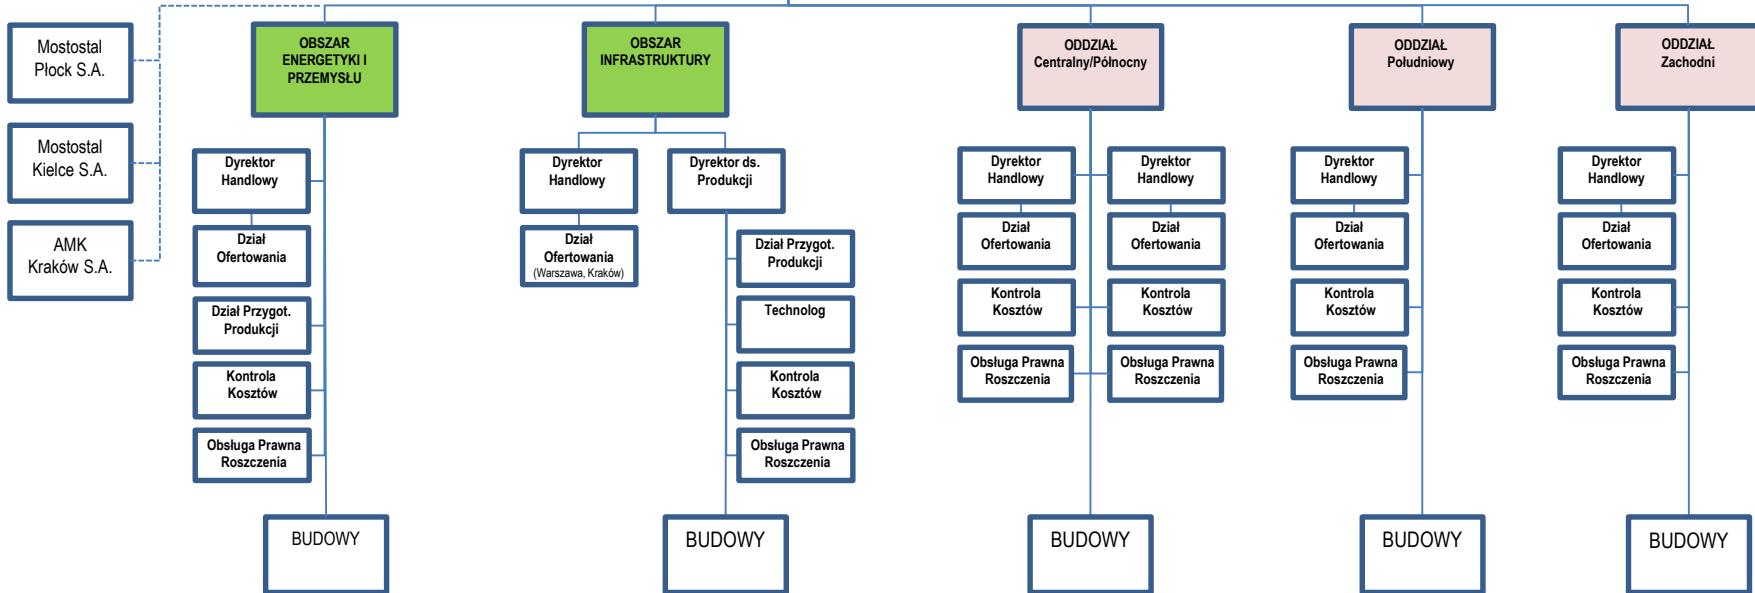 Mostostal
Płock S.A.
Mostostal
Kielce S.A.
AMK
Kraków S.A.
OBSZAR
ENERGETYKI I
PRZEMYSŁU
Dyrektor
Handlowy
Dział
Ofertowania
Dział Przygot.
Produkcji
Kontrola
Kosztów
Obsługa Prawna
Roszczenia
BUDOWY
OBSZAR
INFRASTRUKTURY
Dyrektor
Handlowy
Dział
Ofertowania
(Warszawa, Kraków)
Dyrektor ds.
Produkcji
Dział Przygot.
Produkcji
Technolog
Kontrola
Kosztów
Obsługa Prawna
Roszczenia
BUDOWY
ODDZIAŁ
Centralny/Północny
Dyrektor
Handlowy
Dział
Ofertowania
Kontrola
Kosztów
Obsługa Prawna
Roszczenia
Dyrektor
Handlowy
Dział
Ofertowania
Kontrola
Kosztów
Obsługa Prawna
Roszczenia
BUDOWY
ODDZIAŁ
Południowy
Dyrektor
Handlowy
Dział
Ofertowania
Kontrola
Kosztów
Obsługa Prawna
Roszczenia
BUDOWY
ODDZIAŁ
Zachodni
Dyrektor
Handlowy
Dział
Ofertowania
Kontrola
Kosztów
Obsługa Prawna
Roszczenia
BUDOWY